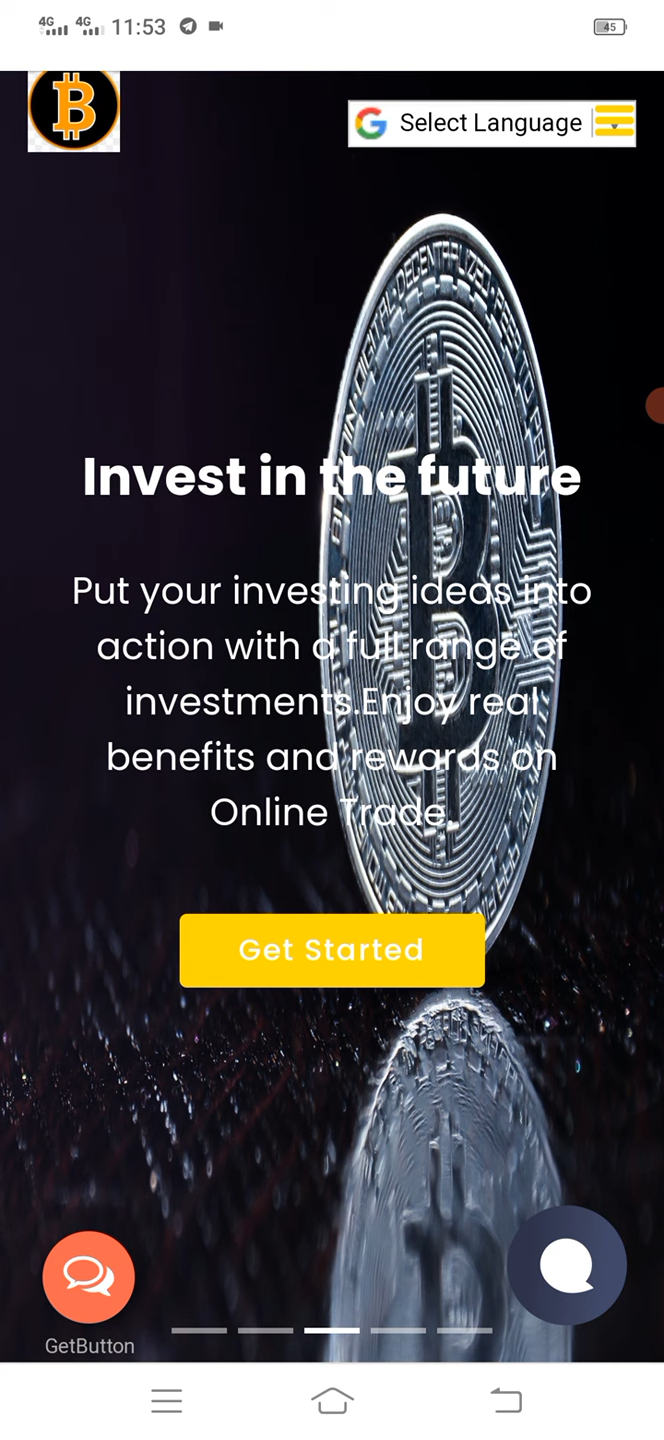 4G 4G 11:53 45
Select Language
Invest in the future
Put your investing ideas into
action with a full range of
investments.Enjoy real
benefits and rewards on
Online Trade.
Get Started
GetButton